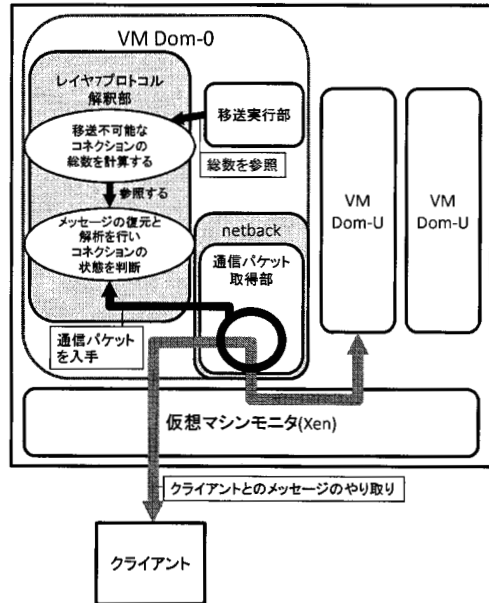 VM Dom-0
レイヤ7プロトコル
解釈部
移送不可能な
コネクションの
総数を計算する
移送実行部
総数を参照
参照する
メッセージの復元と
解析を行い
コネクションの
状態を判断
netback
通信パケット
取得部
通信パケット
を入手
VM
Dom-U
VM
Dom-U
仮想マシンモニタ(Xen)
クライアントとのメッセージのやり取り
クライアント